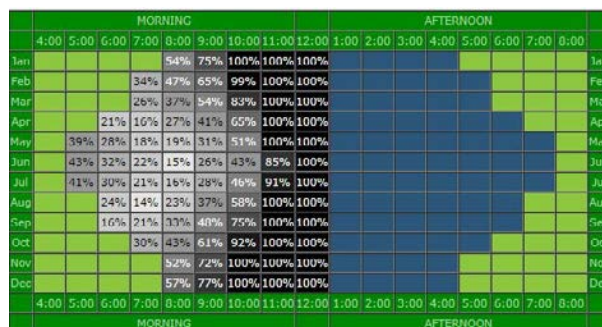 MORNING AFTERNOON
4:00 5:00 6:00 7:00 8:00 9:00 10:00 11:00 12:00 1:00 2:00 3:00 4:00 5:00 6:00 7:00 8:00
Jan 54% 75% 100% 100% 100% Ja
Feb 34% 47% 65% 99% 100% 100% Fe
Mar 26% 37% 54% 83% 100% 100% Ma
Apr 21% 16% 27% 41% 65% 100% 100% Ap
May 39% 28% 18% 19% 31% 51% 100% 100% Ma
Jun 43% 32% 22% 15% 26% 43% 85% 100% Ju
Jul 41% 30% 21% 16% 28% 46% 91% 100% Ju
Aug 24% 14% 23% 37% 58% 100% 100% Au
Sep 16% 21% 33% 48% 75% 100% 100% Se
Oct 30% 43% 61% 92% 100% 100% Oc
Nov 52% 72% 100% 100% 100% No
Dec 57% 77% 100% 100% 100% De
4:00 5:00 6:00 7:00 8:00 9:00 10:00 11:00 12:00 1:00 2:00 3:00 4:00 5:00 6:00 7:00 8:00
MORNING AFTERNOON